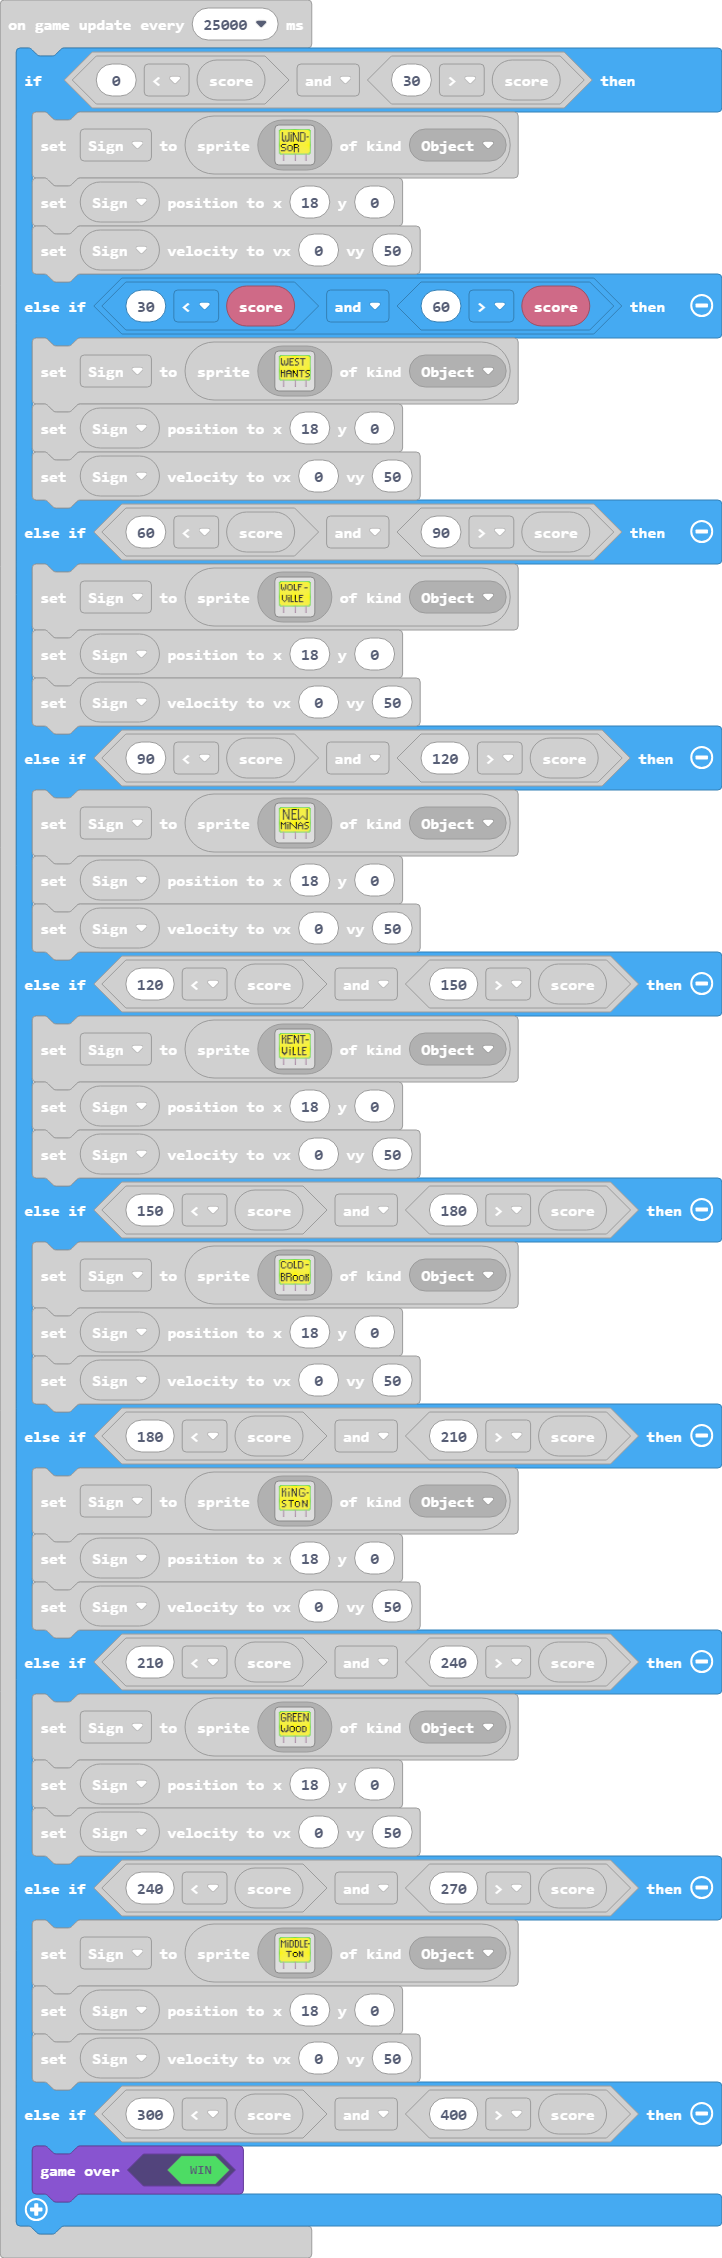 on game update every 25000 ms
if 0 < score and 30 > score then
set Sign to sprite WIND-SOR of kind Object
set Sign position to x 18 y 0
set Sign velocity to vx 0 vy 50
else if 30 < score and 60 > score then
set Sign to sprite WEST HANTS of kind Object
set Sign position to x 18 y 0
set Sign velocity to vx 0 vy 50
else if 60 < score and 90 > score then
set Sign to sprite WOLF-VILLE of kind Object
set Sign position to x 18 y 0
set Sign velocity to vx 0 vy 50
else if 90 < score and 120 > score then
set Sign to sprite NEW MINAS of kind Object
set Sign position to x 18 y 0
set Sign velocity to vx 0 vy 50
else if 120 < score and 150 > score then
set Sign to sprite KENT-VILLE of kind Object
set Sign position to x 18 y 0
set Sign velocity to vx 0 vy 50
else if 150 < score and 180 > score then
set Sign to sprite COLD-BROOK of kind Object
set Sign position to x 18 y 0
set Sign velocity to vx 0 vy 50
else if 180 < score and 210 > score then
set Sign to sprite KING-STON of kind Object
set Sign position to x 18 y 0
set Sign velocity to vx 0 vy 50
else if 210 < score and 240 > score then
set Sign to sprite GREEN WOOD of kind Object
set Sign position to x 18 y 0
set Sign velocity to vx 0 vy 50
else if 240 < score and 270 > score then
set Sign to sprite MIDDLE-TON of kind Object
set Sign position to x 18 y 0
set Sign velocity to vx 0 vy 50
else if 300 < score and 400 > score then
game over WIN